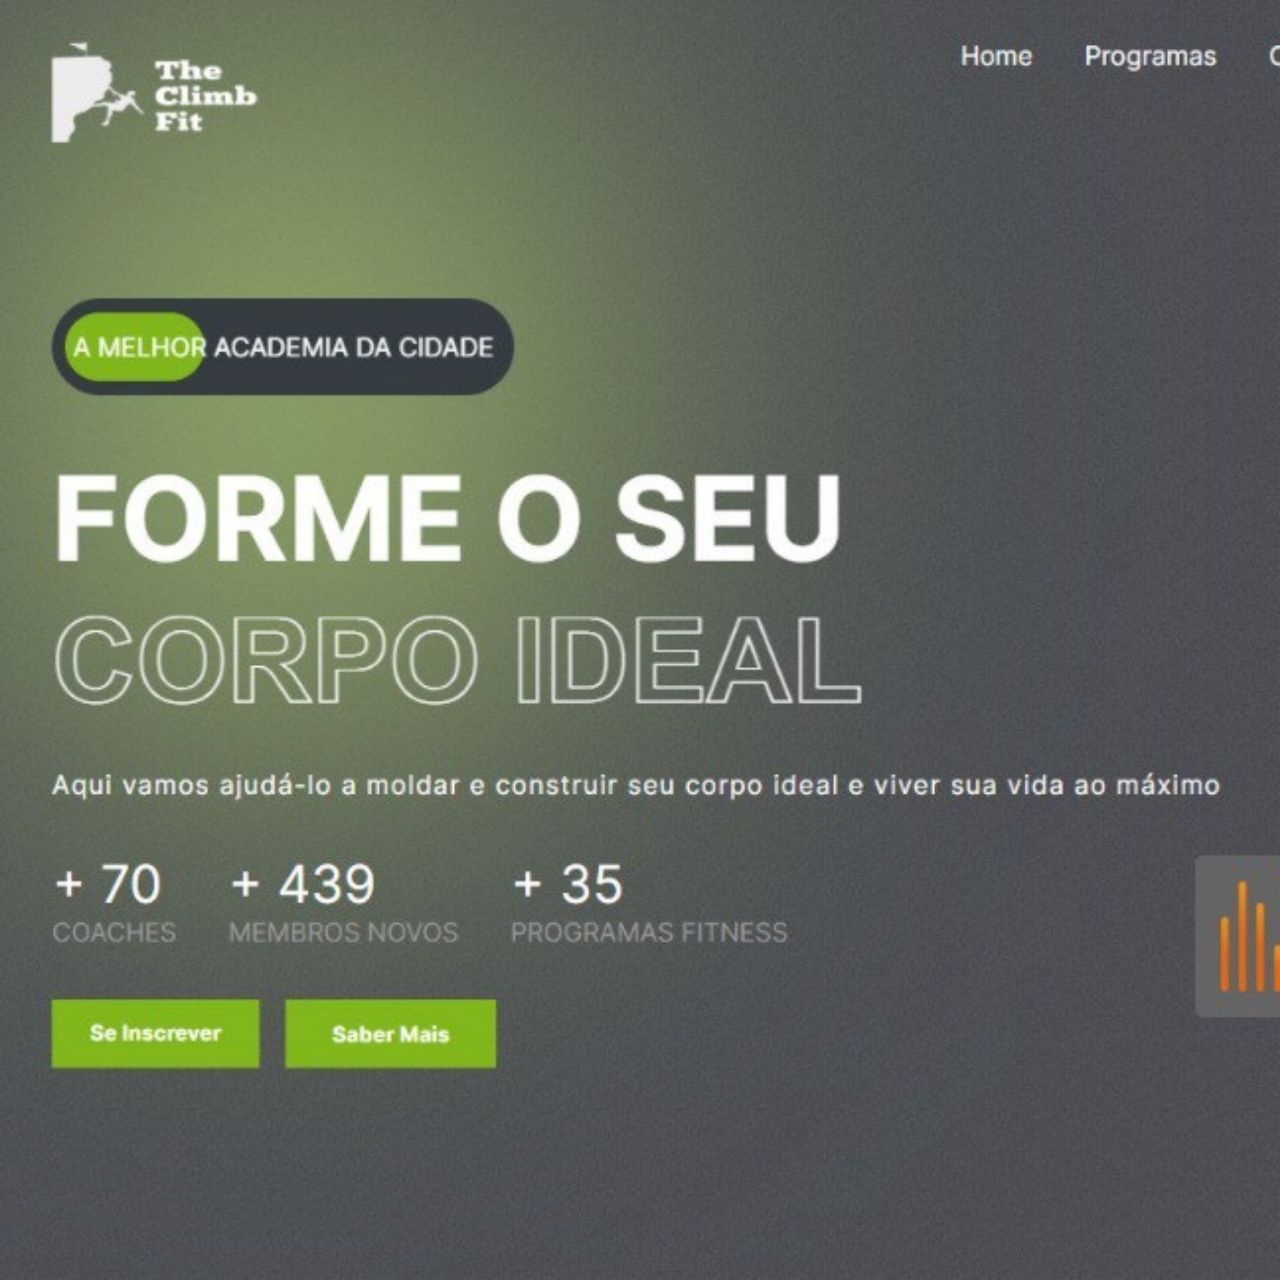 The
Climb
Fit
Home Programas
A MELHOR ACADEMIA DA CIDADE
FORME O SEU
CORPO IDEAL
Aqui vamos ajudá-lo a moldar e construir seu corpo ideal e viver sua vida ao máximo
+ 70 + 439 + 35
COACHES MEMBROS NOVOS PROGRAMAS FITNESS
Se Inscrever Saber Mais